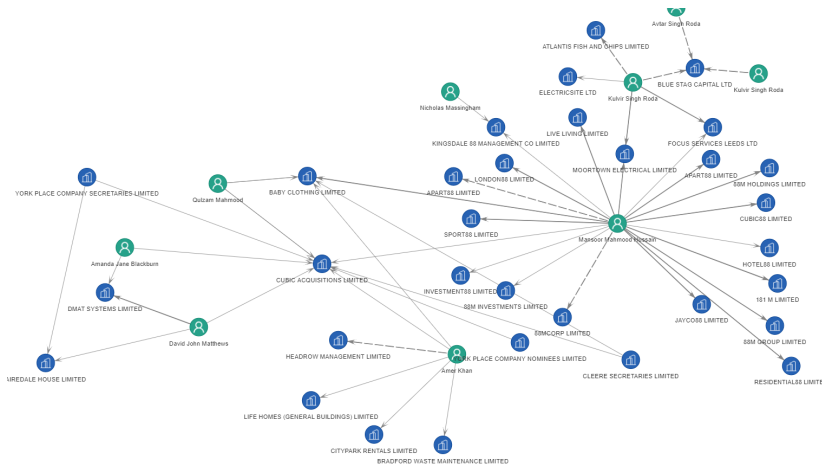 Avtar Singh Roda
ATLANTIS FISH AND CHIPS LIMITED
BLUE STAG CAPITAL LTD
Kulvir Singh Roda
ELECTRICSITE LTD
Kulvir Singh Roda
Nicholas Massingham
LIVE LIVING LIMITED
KINGSDALE 88 MANAGEMENT CO LIMITED
FOCUS SERVICES LEEDS LTD
MOORTOWN ELECTRICAL LIMITED
APART88 LIMITED
LONDON88 LIMITED
88M HOLDINGS LIMITED
YORK PLACE COMPANY SECRETARIES LIMITED
BABY CLOTHING LIMITED
APART88 LIMITED
Qulzam Mahmood
CUBIC88 LIMITED
SPORT88 LIMITED
Mansoor Mahmood Hussain
Amanda Jane Blackburn
HOTEL88 LIMITED
CUBIC ACQUISITIONS LIMITED
INVESTMENT88 LIMITED
181 M LIMITED
88M INVESTMENTS LIMITED
DMAT SYSTEMS LIMITED
JAYCO88 LIMITED
88MCORP LIMITED
88M GROUP LIMITED
David John Matthews
HEADROW MANAGEMENT LIMITED
RK PLACE COMPANY NOMINEES LIMITED
Amer Khan
CLEERE SECRETARIES LIMITED
IREDALE HOUSE LIMITED
RESIDENTIAL88 LIMITE
LIFE HOMES (GENERAL BUILDINGS) LIMITED
CITYPARK RENTALS LIMITED
BRADFORD WASTE MAINTENANCE LIMITED